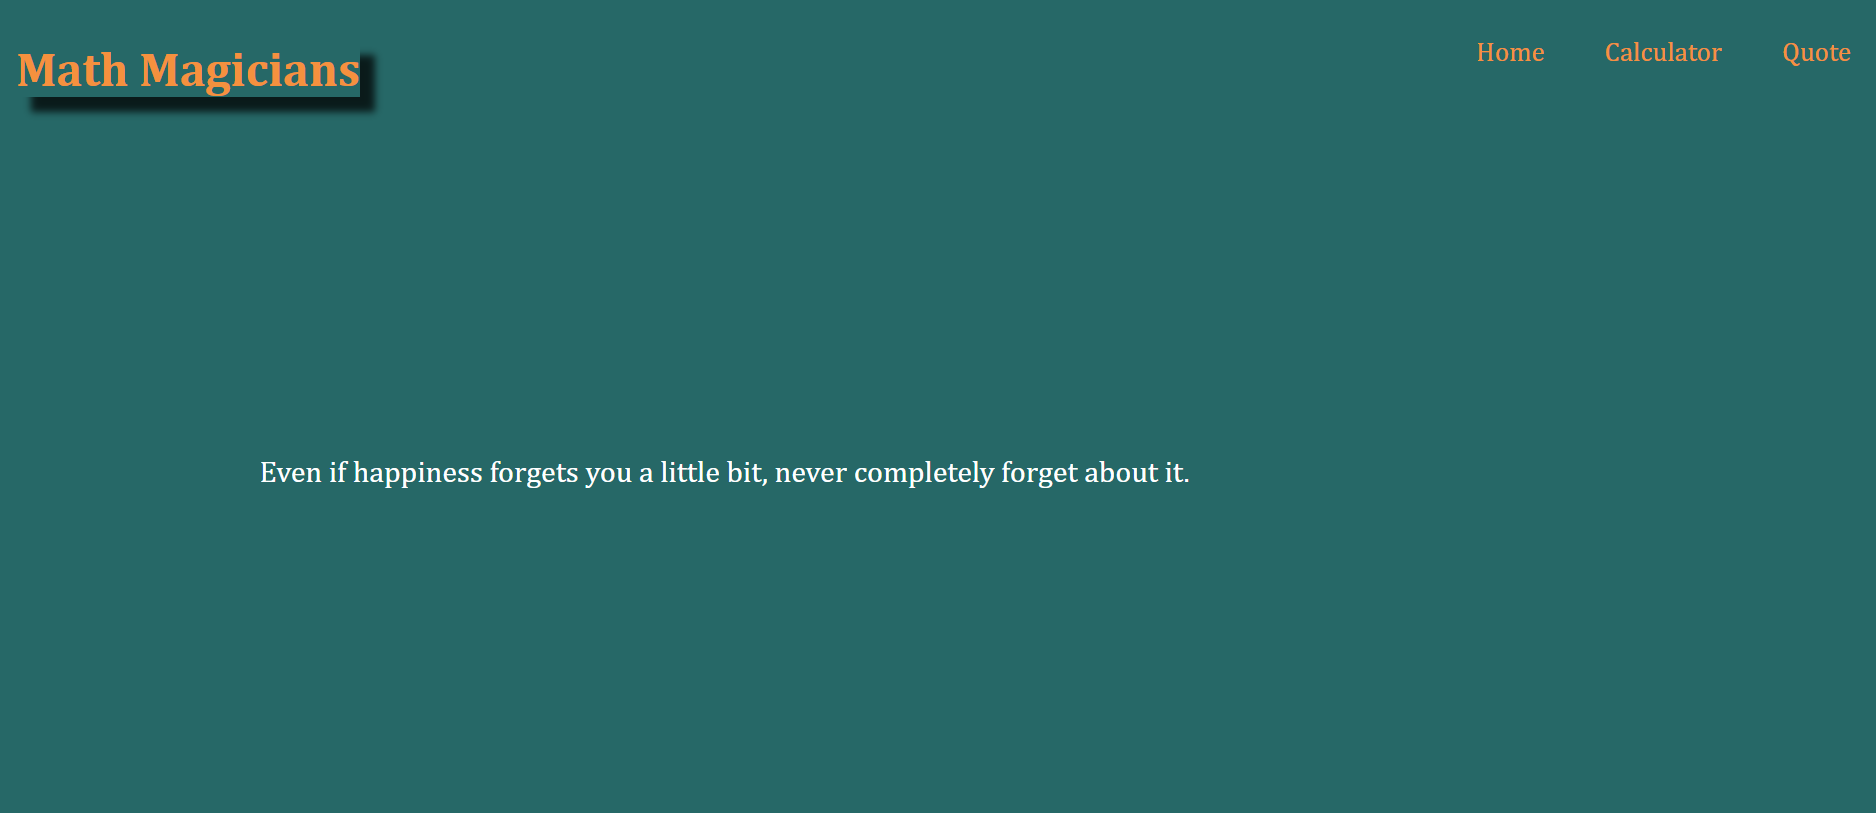 Math Magicians
Home Calculator Quote
Even if happiness forgets you a little bit, never completely forget about it.